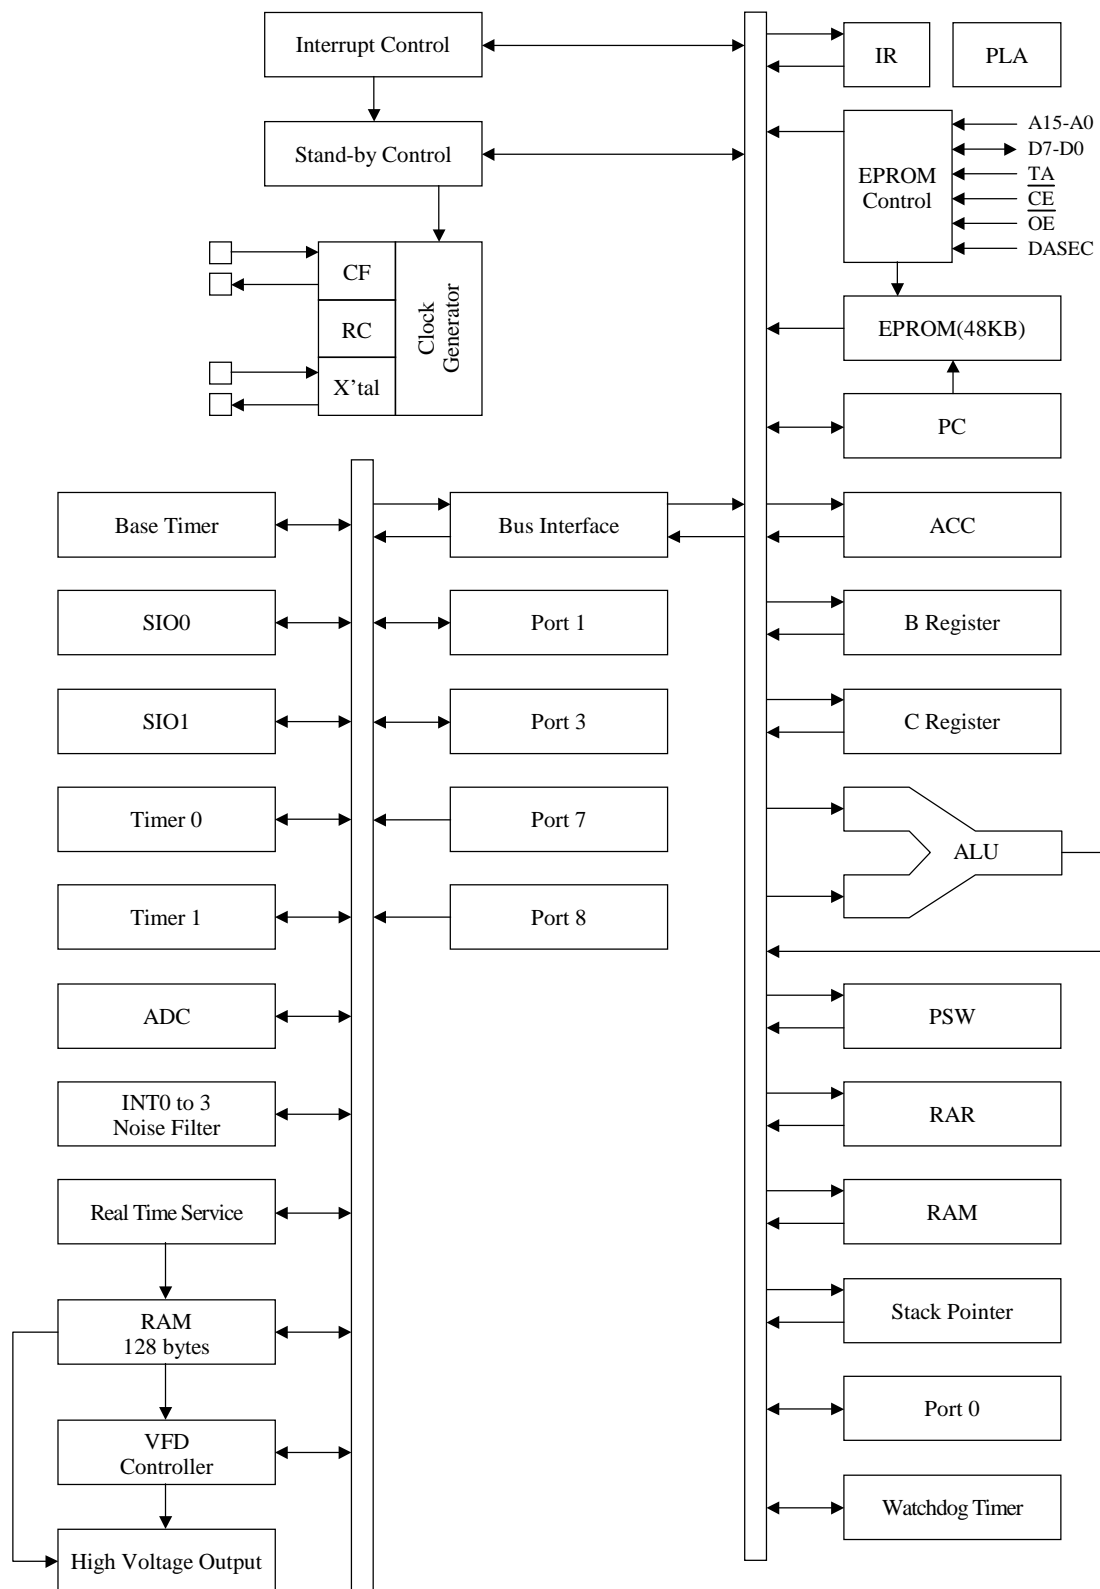 Interrupt Control
IR
PLA
Stand-by Control
EPROM
Control
A15-A0
D7-D0
TA
CE
OE
DASEC
CF
RC
X’tal
Clock
Generator
EPROM(48KB)
PC
Base Timer
Bus Interface
ACC
SIO0
Port 1
B Register
SIO1
Port 3
C Register
Timer 0
Port 7
ALU
Timer 1
Port 8
ADC
PSW
INT0 to 3
Noise Filter
RAR
Real Time Service
RAM
RAM
128 bytes
Stack Pointer
VFD
Controller
Port 0
High Voltage Output
Watchdog Timer